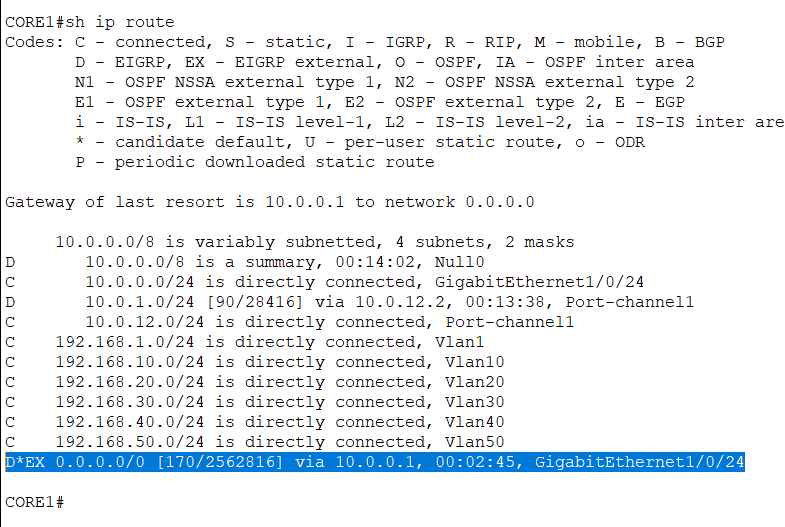 CORE1#sh ip route
Codes: C - connected, S - static, I - IGRP, R - RIP, M - mobile, B - BGP
       D - EIGRP, EX - EIGRP external, O - OSPF, IA - OSPF inter area
       N1 - OSPF NSSA external type 1, N2 - OSPF NSSA external type 2
       E1 - OSPF external type 1, E2 - OSPF external type 2, E - EGP
       i - IS-IS, L1 - IS-IS level-1, L2 - IS-IS level-2, ia - IS-IS inter are
       * - candidate default, U - per-user static route, o - ODR
       P - periodic downloaded static route

Gateway of last resort is 10.0.0.1 to network 0.0.0.0

     10.0.0.0/8 is variably subnetted, 4 subnets, 2 masks
D       10.0.0.0/8 is a summary, 00:14:02, Null0
C       10.0.0.0/24 is directly connected, GigabitEthernet1/0/24
D       10.0.1.0/24 [90/28416] via 10.0.12.2, 00:13:38, Port-channel1
C       10.0.12.0/24 is directly connected, Port-channel1
C    192.168.1.0/24 is directly connected, Vlan1
C    192.168.10.0/24 is directly connected, Vlan10
C    192.168.20.0/24 is directly connected, Vlan20
C    192.168.30.0/24 is directly connected, Vlan30
C    192.168.40.0/24 is directly connected, Vlan40
C    192.168.50.0/24 is directly connected, Vlan50
D*EX 0.0.0.0/0 [170/2562816] via 10.0.0.1, 00:02:45, GigabitEthernet1/0/24

CORE1#